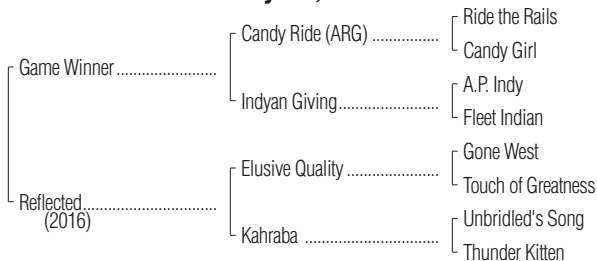 Ride the Rails
Candy Ride (ARG)
Candy Girl
Game Winner
A.P. Indy
Indyan Giving
Fleet Indian
Gone West
Elusive Quality
Touch of Greatness
Reflected
(2016)
Unbridled's Song
Kahraba
Thunder Kitten